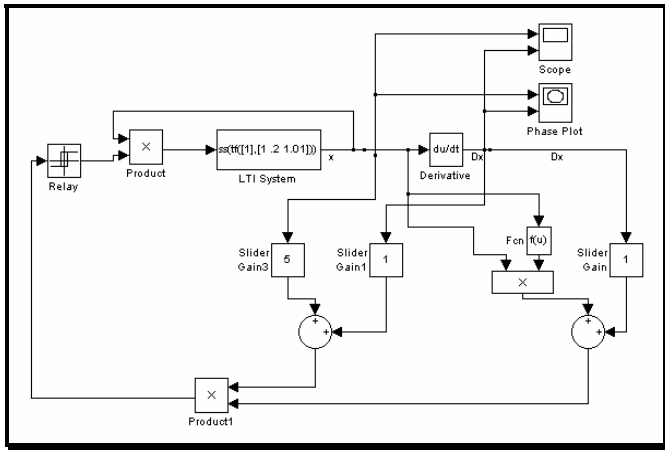 Scope
Phase Plot
×
Product
Relay
ss(tf([1],[1 .2 1.01]))
LTI System
x
du/dt
Derivative
Dx
Dx
Slider
Gain3
5
Slider
Gain1
1
Fcn
f(u)
×
Slider
Gain
1
+
+
+
+
×
Product1